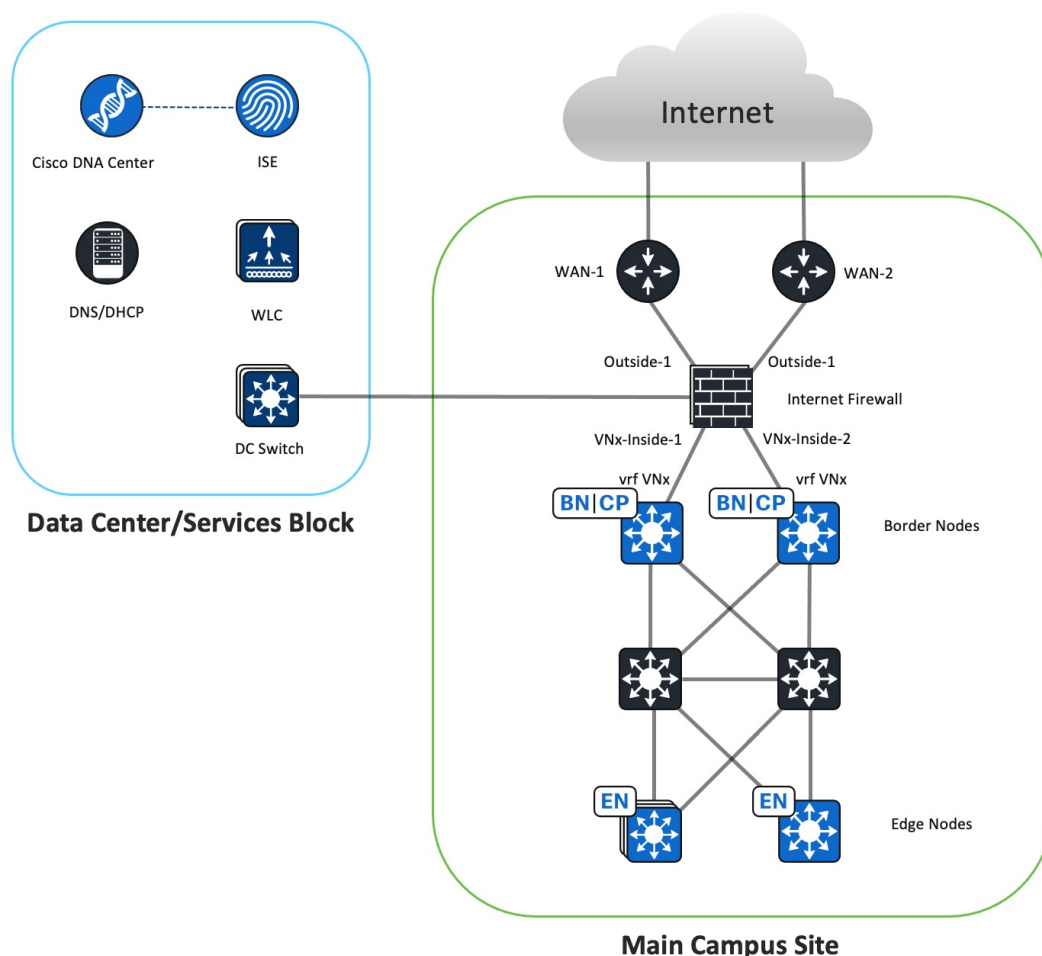 Internet
Cisco DNA Center
ISE
DNS/DHCP
WLC
DC Switch
Data Center/Services Block
WAN-1
WAN-2
Outside-1
Outside-1
Internet Firewall
VNx-Inside-1
VNx-Inside-2
vrf VNx
vrf VNx
BN|CP
BN|CP
Border Nodes
EN
EN
Edge Nodes
Main Campus Site